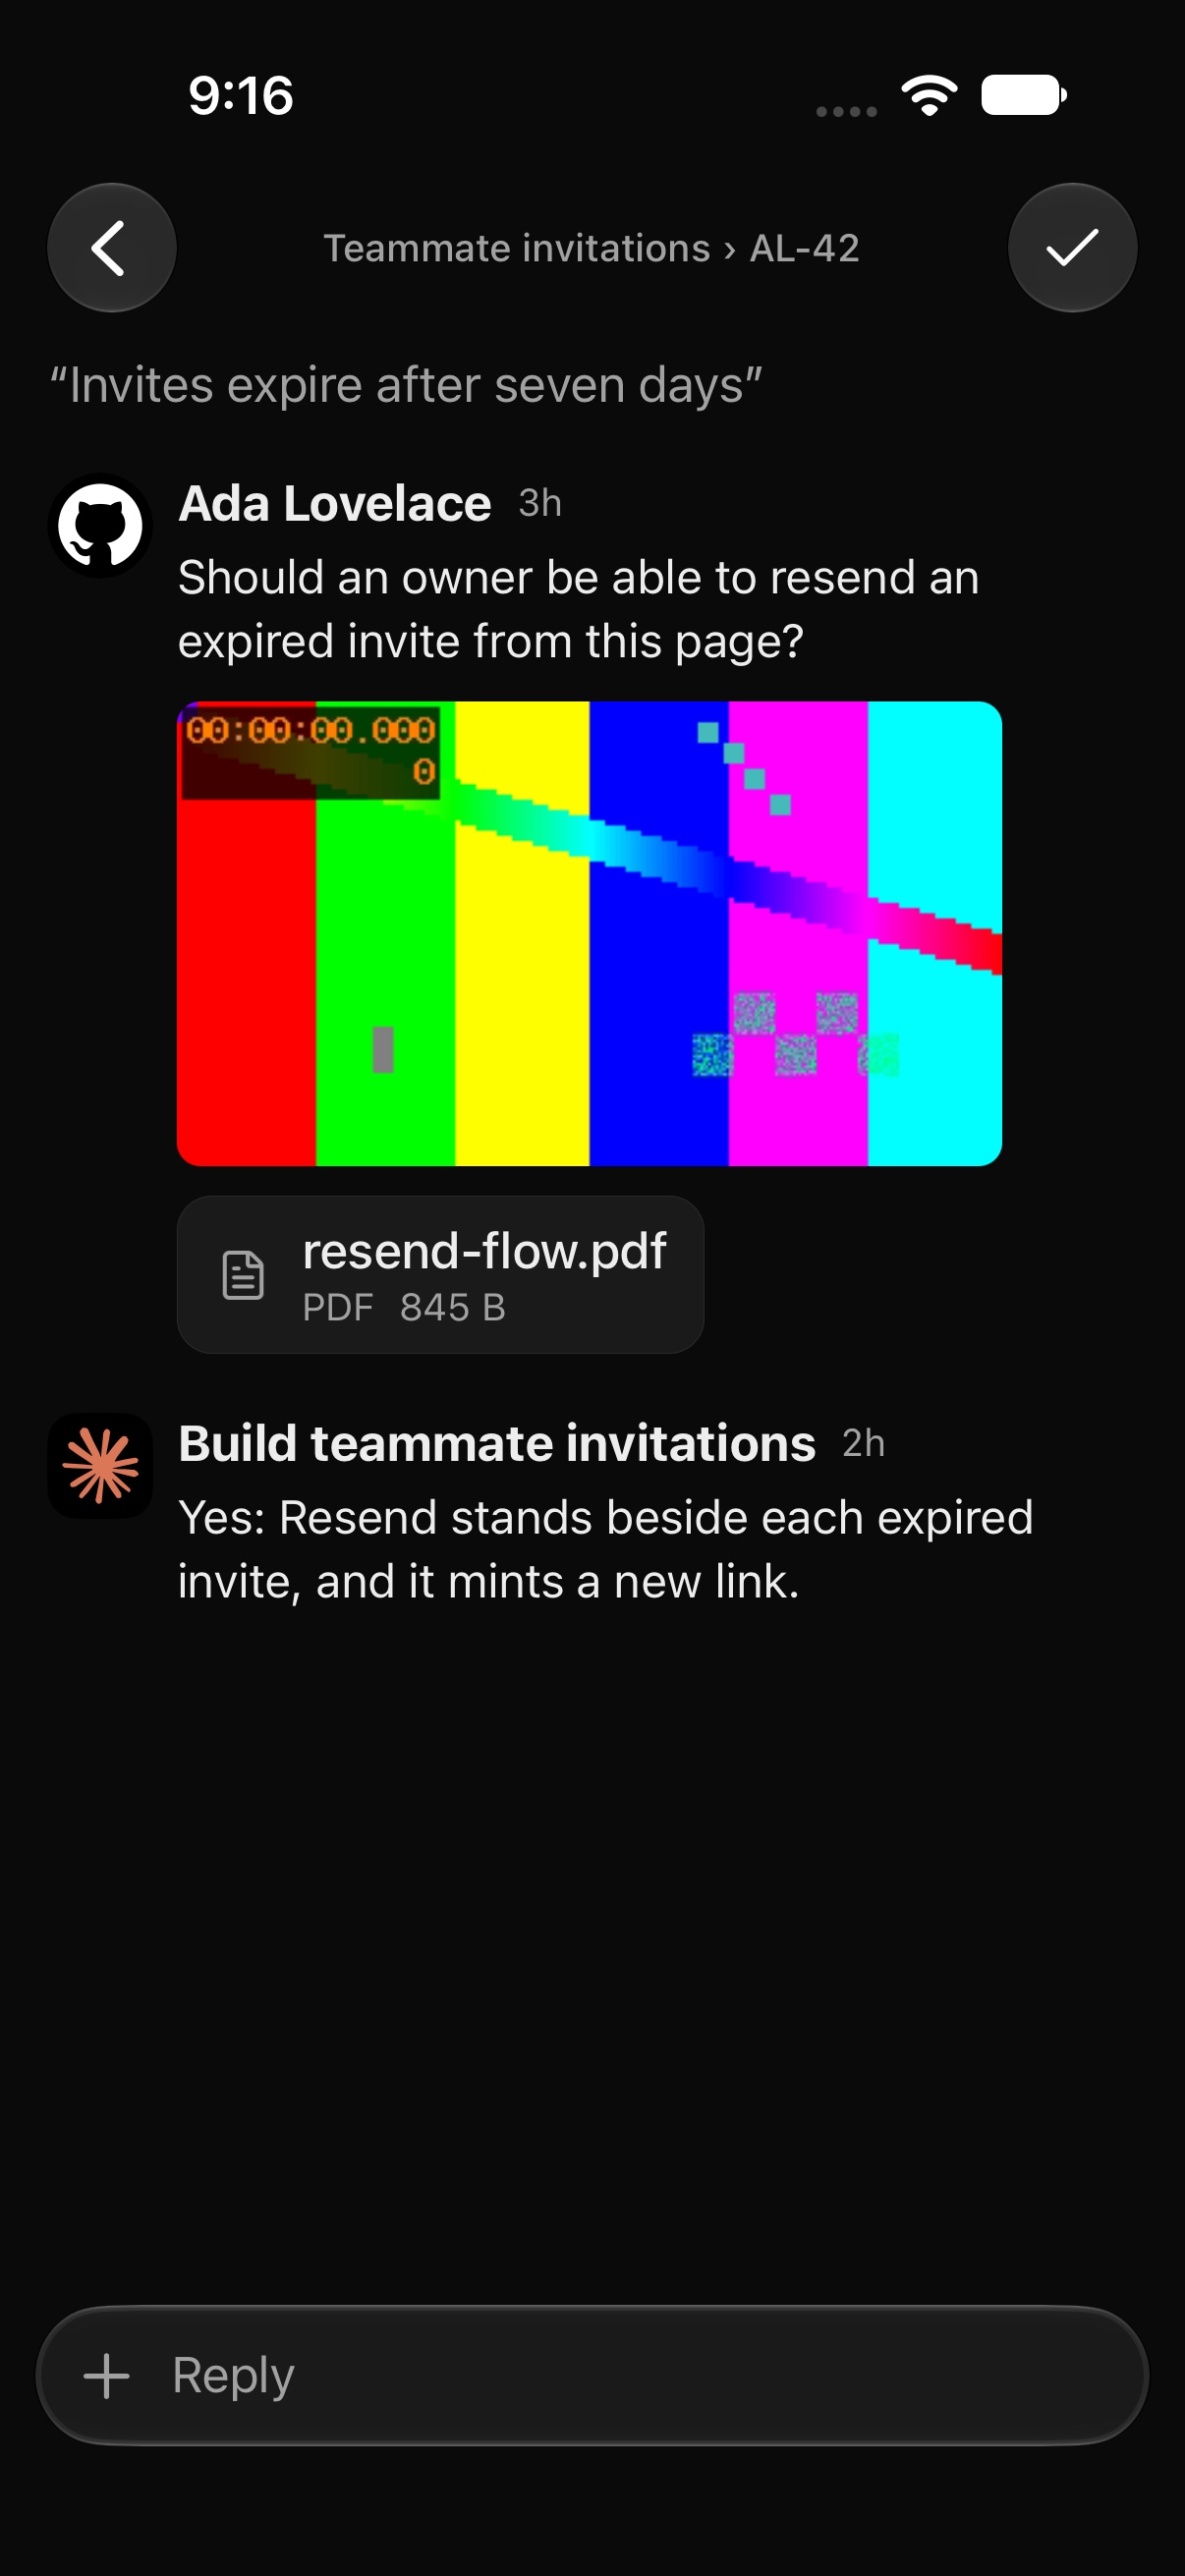 9:16
Teammate invitations › AL-42
“Invites expire after seven days”
Ada Lovelace 3h
Should an owner be able to resend an
expired invite from this page?
00:00:00.000
0
resend-flow.pdf
PDF 845 B
Build teammate invitations 2h
Yes: Resend stands beside each expired
invite, and it mints a new link.
Reply